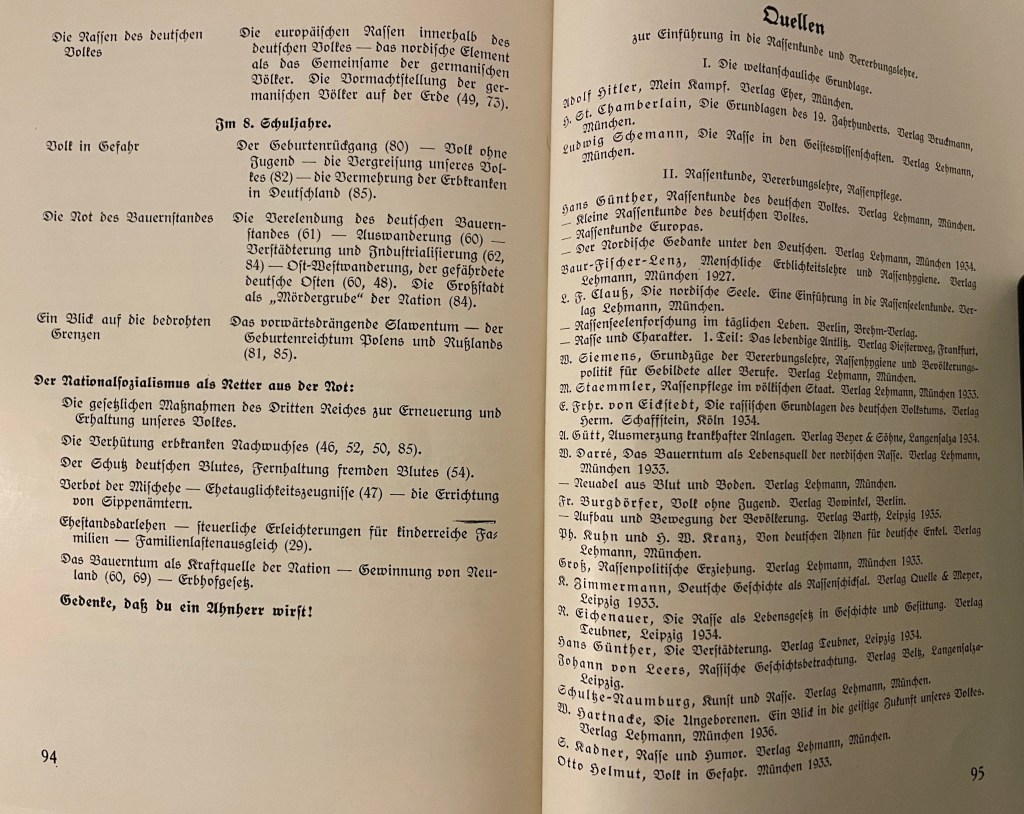 Die Rassen des deutschen
Volkes
Die europäischen Rassen innerhalb des
deutschen Volkes — das nordische Element
als das Gemeinsame der germanischen
Völker. Die Vormachtstellung der ger-
manischen Völker auf der Erde (49, 73).
Im 8. Schuljahre.
Volk in Gefahr
Der Geburtenrückgang (80) — Volk ohne
Jugend — die Vergreisung unseres Vol-
kes (82) — die Vermehrung der Erbkranken
in Deutschland (85).
Die Not des Bauernstandes
Die Verelendung des deutschen Bauern-
standes (61) — Auswanderung (60) —
Verstädterung und Industrialisierung (62,
84) — Ost-Westwanderung, der gefährdete
deutsche Osten (60, 48). Die Großstadt
als „Mördergrube“ der Nation (84).
Ein Blick auf die bedrohten
Grenzen
Das vorwärtsdrängende Slawentum — der
Geburtenreichtum Polens und Rußlands
(81, 85).
Der Nationalsozialismus als Retter aus der Not:
Die gesetzlichen Maßnahmen des Dritten Reiches zur Erneuerung und
Erhaltung unseres Volkes.
Die Verhütung erbkranken Nachwuchses (46, 52, 50, 85).
Der Schutz deutschen Blutes, Fernhaltung fremden Blutes (54).
Verbot der Mischehe — Ehetauglichkeitszeugnisse (47) — die Errichtung
von Sippenämtern.
Ehestandsdarlehen — steuerliche Erleichterungen für kinderreiche Fa-
milien — Familienlastenausgleich (29).
Das Bauerntum als Kraftquelle der Nation — Gewinnung von Neu-
land (60, 69) — Erbhofgesetz.
Gedenke, daß du ein Ahnherr wirst!
94
Quellen
zur Einführung in die Rassenkunde und Vererbungslehre.
I. Die weltanschauliche Grundlage.
Adolf Hitler, Mein Kampf. Verlag Eher, München.
H. St. Chamberlain, Die Grundlagen des 19. Jahrhunderts. Verlag Bruckmann,
München.
Ludwig Schemann, Die Rasse in den Geisteswissenschaften. Verlag Lehmann,
München.
II. Rassenkunde, Vererbungslehre, Rassenpflege.
Hans Günther, Rassenkunde des deutschen Volkes. Verlag Lehmann, München.
— Kleine Rassenkunde des deutschen Volkes.
— Rassenkunde Europas.
— Der Nordische Gedanke unter den Deutschen. Verlag Lehmann, München 1934.
Baur-Fischer-Lenz, Menschliche Erblichkeitslehre und Rassenhygiene. Verlag
Lehmann, München 1927.
L. F. Clauß, Die nordische Seele. Eine Einführung in die Rassenseelenkunde. Ver-
lag Lehmann, München.
— Rassenseelenforschung im täglichen Leben. Berlin, Brehm-Verlag.
— Rasse und Charakter. 1. Teil: Das lebendige Antlitz. Verlag Diesterweg, Frankfurt,
W. Siemens, Grundzüge der Vererbungslehre, Rassenhygiene und Bevölkerungs-
politik für Gebildete aller Berufe. Verlag Lehmann, München.
M. Staemmler, Rassenpflege im völkischen Staat. Verlag Lehmann, München 1933.
E. Frhr. von Eickstedt, Die rassischen Grundlagen des deutschen Volkstums. Verlag
Herm. Schaffstein, Köln 1934.
A. Gütt, Ausmerzung krankhafter Anlagen. Verlag Beyer & Söhne, Langensalza 1934.
W. Darré, Das Bauerntum als Lebensquell der nordischen Rasse. Verlag Lehmann,
München 1933.
— Neuadel aus Blut und Boden. Verlag Lehmann, München.
Fr. Burgdörfer, Volk ohne Jugend. Verlag Vowinkel, Berlin.
— Aufbau und Bewegung der Bevölkerung. Verlag Barth, Leipzig 1935.
Ph. Kuhn und H. W. Kranz, Von deutschen Ahnen für deutsche Enkel. Verlag
Lehmann, München.
Groß, Rassenpolitische Erziehung. Verlag Lehmann, München 1933.
K. Zimmermann, Deutsche Geschichte als Rassenschicksal. Verlag Quelle & Meyer,
Leipzig 1933.
R. Eichenauer, Die Rasse als Lebensgesetz in Geschichte und Gesittung. Verlag
Teubner, Leipzig 1934.
Hans Günther, Die Verstädterung. Verlag Teubner, Leipzig 1934.
Johann von Leers, Rassische Geschichtsbetrachtung. Verlag Beltz, Langensalza-
Leipzig.
Schultze-Naumburg, Kunst und Rasse. Verlag Lehmann, München.
W. Hartnacke, Die Ungeborenen. Ein Blick in die geistige Zukunft unseres Volkes.
Verlag Lehmann, München 1936.
S. Kadner, Rasse und Humor. Verlag Lehmann, München.
Otto Helmut, Volk in Gefahr. München 1933.
95